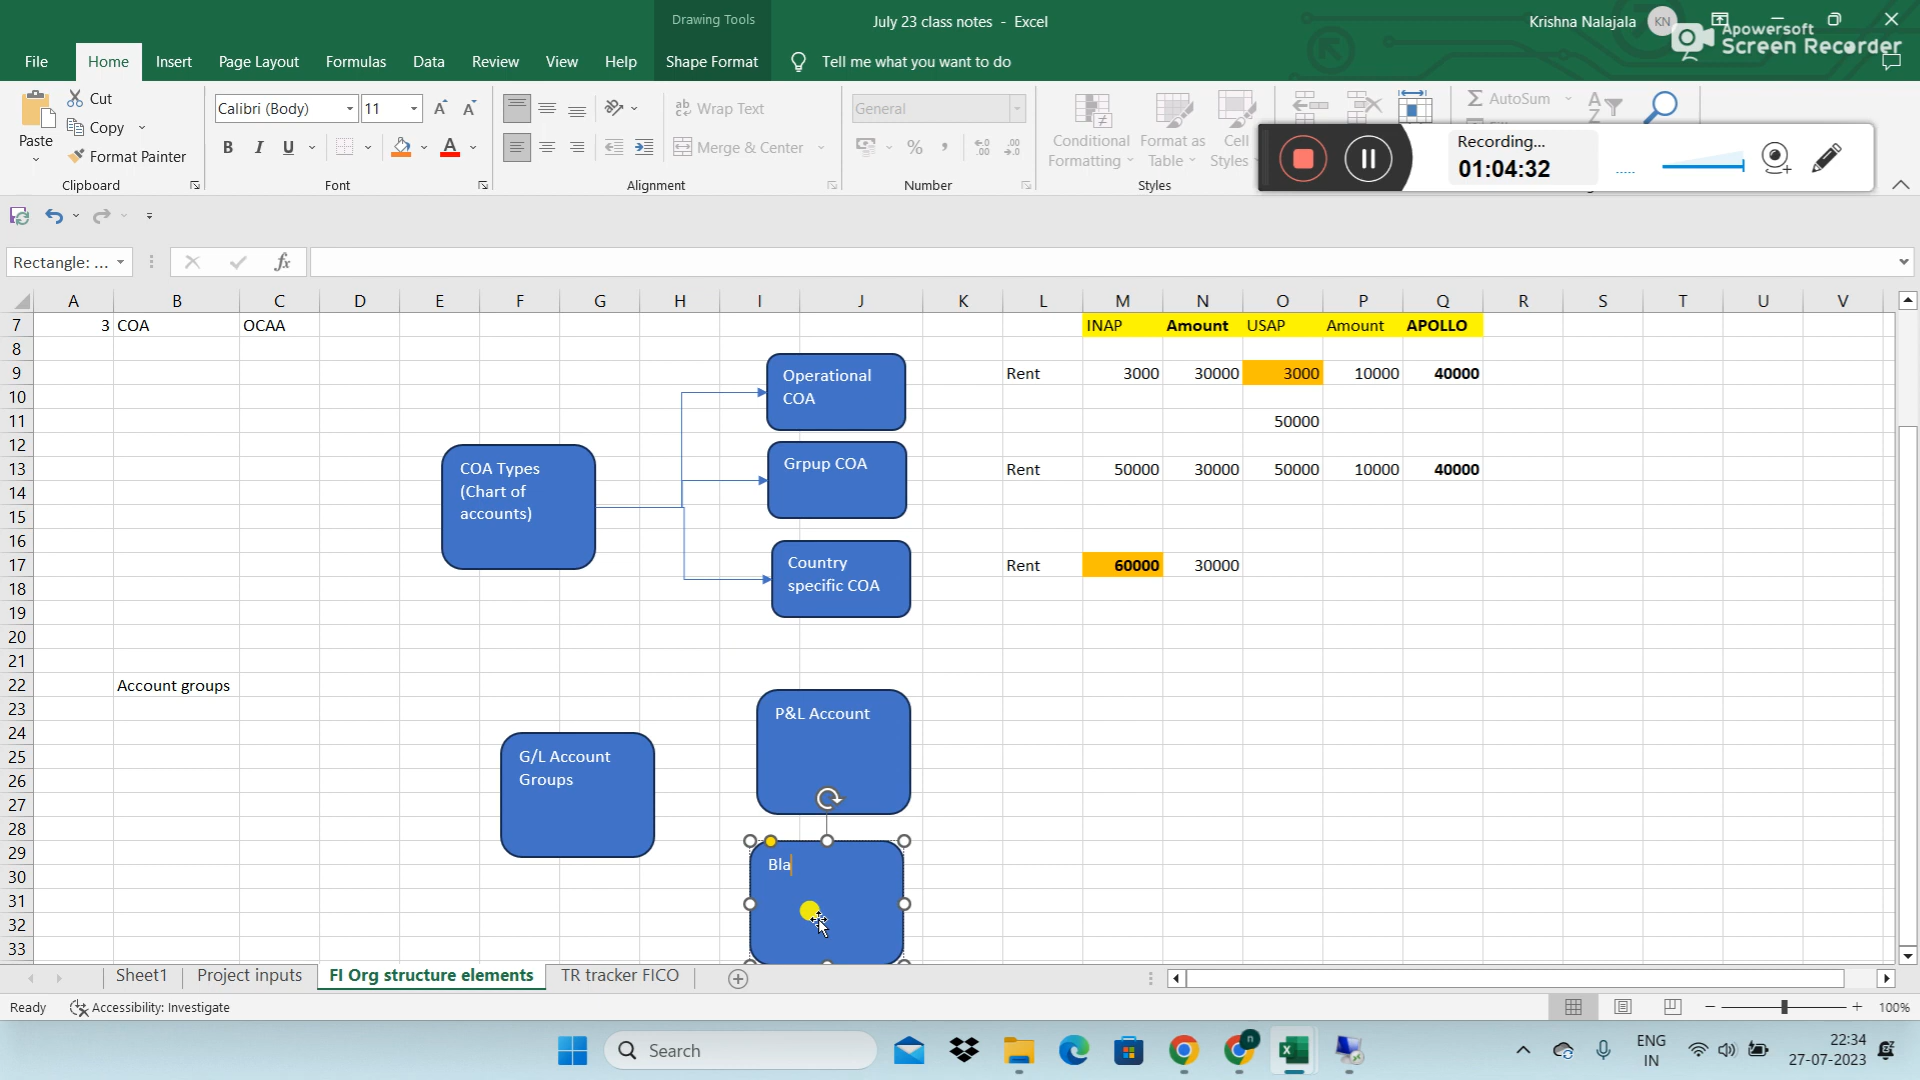 Drawing Tools
July 23 class notes - Excel
Krishna Nalajala
KN
Apowersoft
Screen Recorder
File
Home
Insert
Page Layout
Formulas
Data
Review
View
Help
Shape Format
Tell me what you want to do
Cut
Copy
Format Painter
Paste
Clipboard
Calibri (Body)
11
B I U
Font
Wrap Text
Merge & Center
Alignment
General
Number
Conditional
Formatting
Format as
Table
Cell
Styles
Styles
AutoSum
Recording...
01:04:32
Rectangle: ...
fx
A B C D E F G H I J K L M N O P Q R S T U V
7 3 COA OCAA INAP Amount USAP Amount APOLLO
8
9 Rent 3000 30000 3000 10000 40000
10
11 50000
12
13 Rent 50000 30000 50000 10000 40000
14
15
16
17 Rent 60000 30000
18
19
20
21
22 Account groups
23
24
25
26
27
28
29
30
31
32
33
Operational
COA
Grpup COA
COA Types
(Chart of
accounts)
Country
specific COA
P&L Account
G/L Account
Groups
Bla
Sheet1
Project inputs
FI Org structure elements
TR tracker FICO
Ready
Accessibility: Investigate
100%
Search
ENG
IN
22:34
27-07-2023